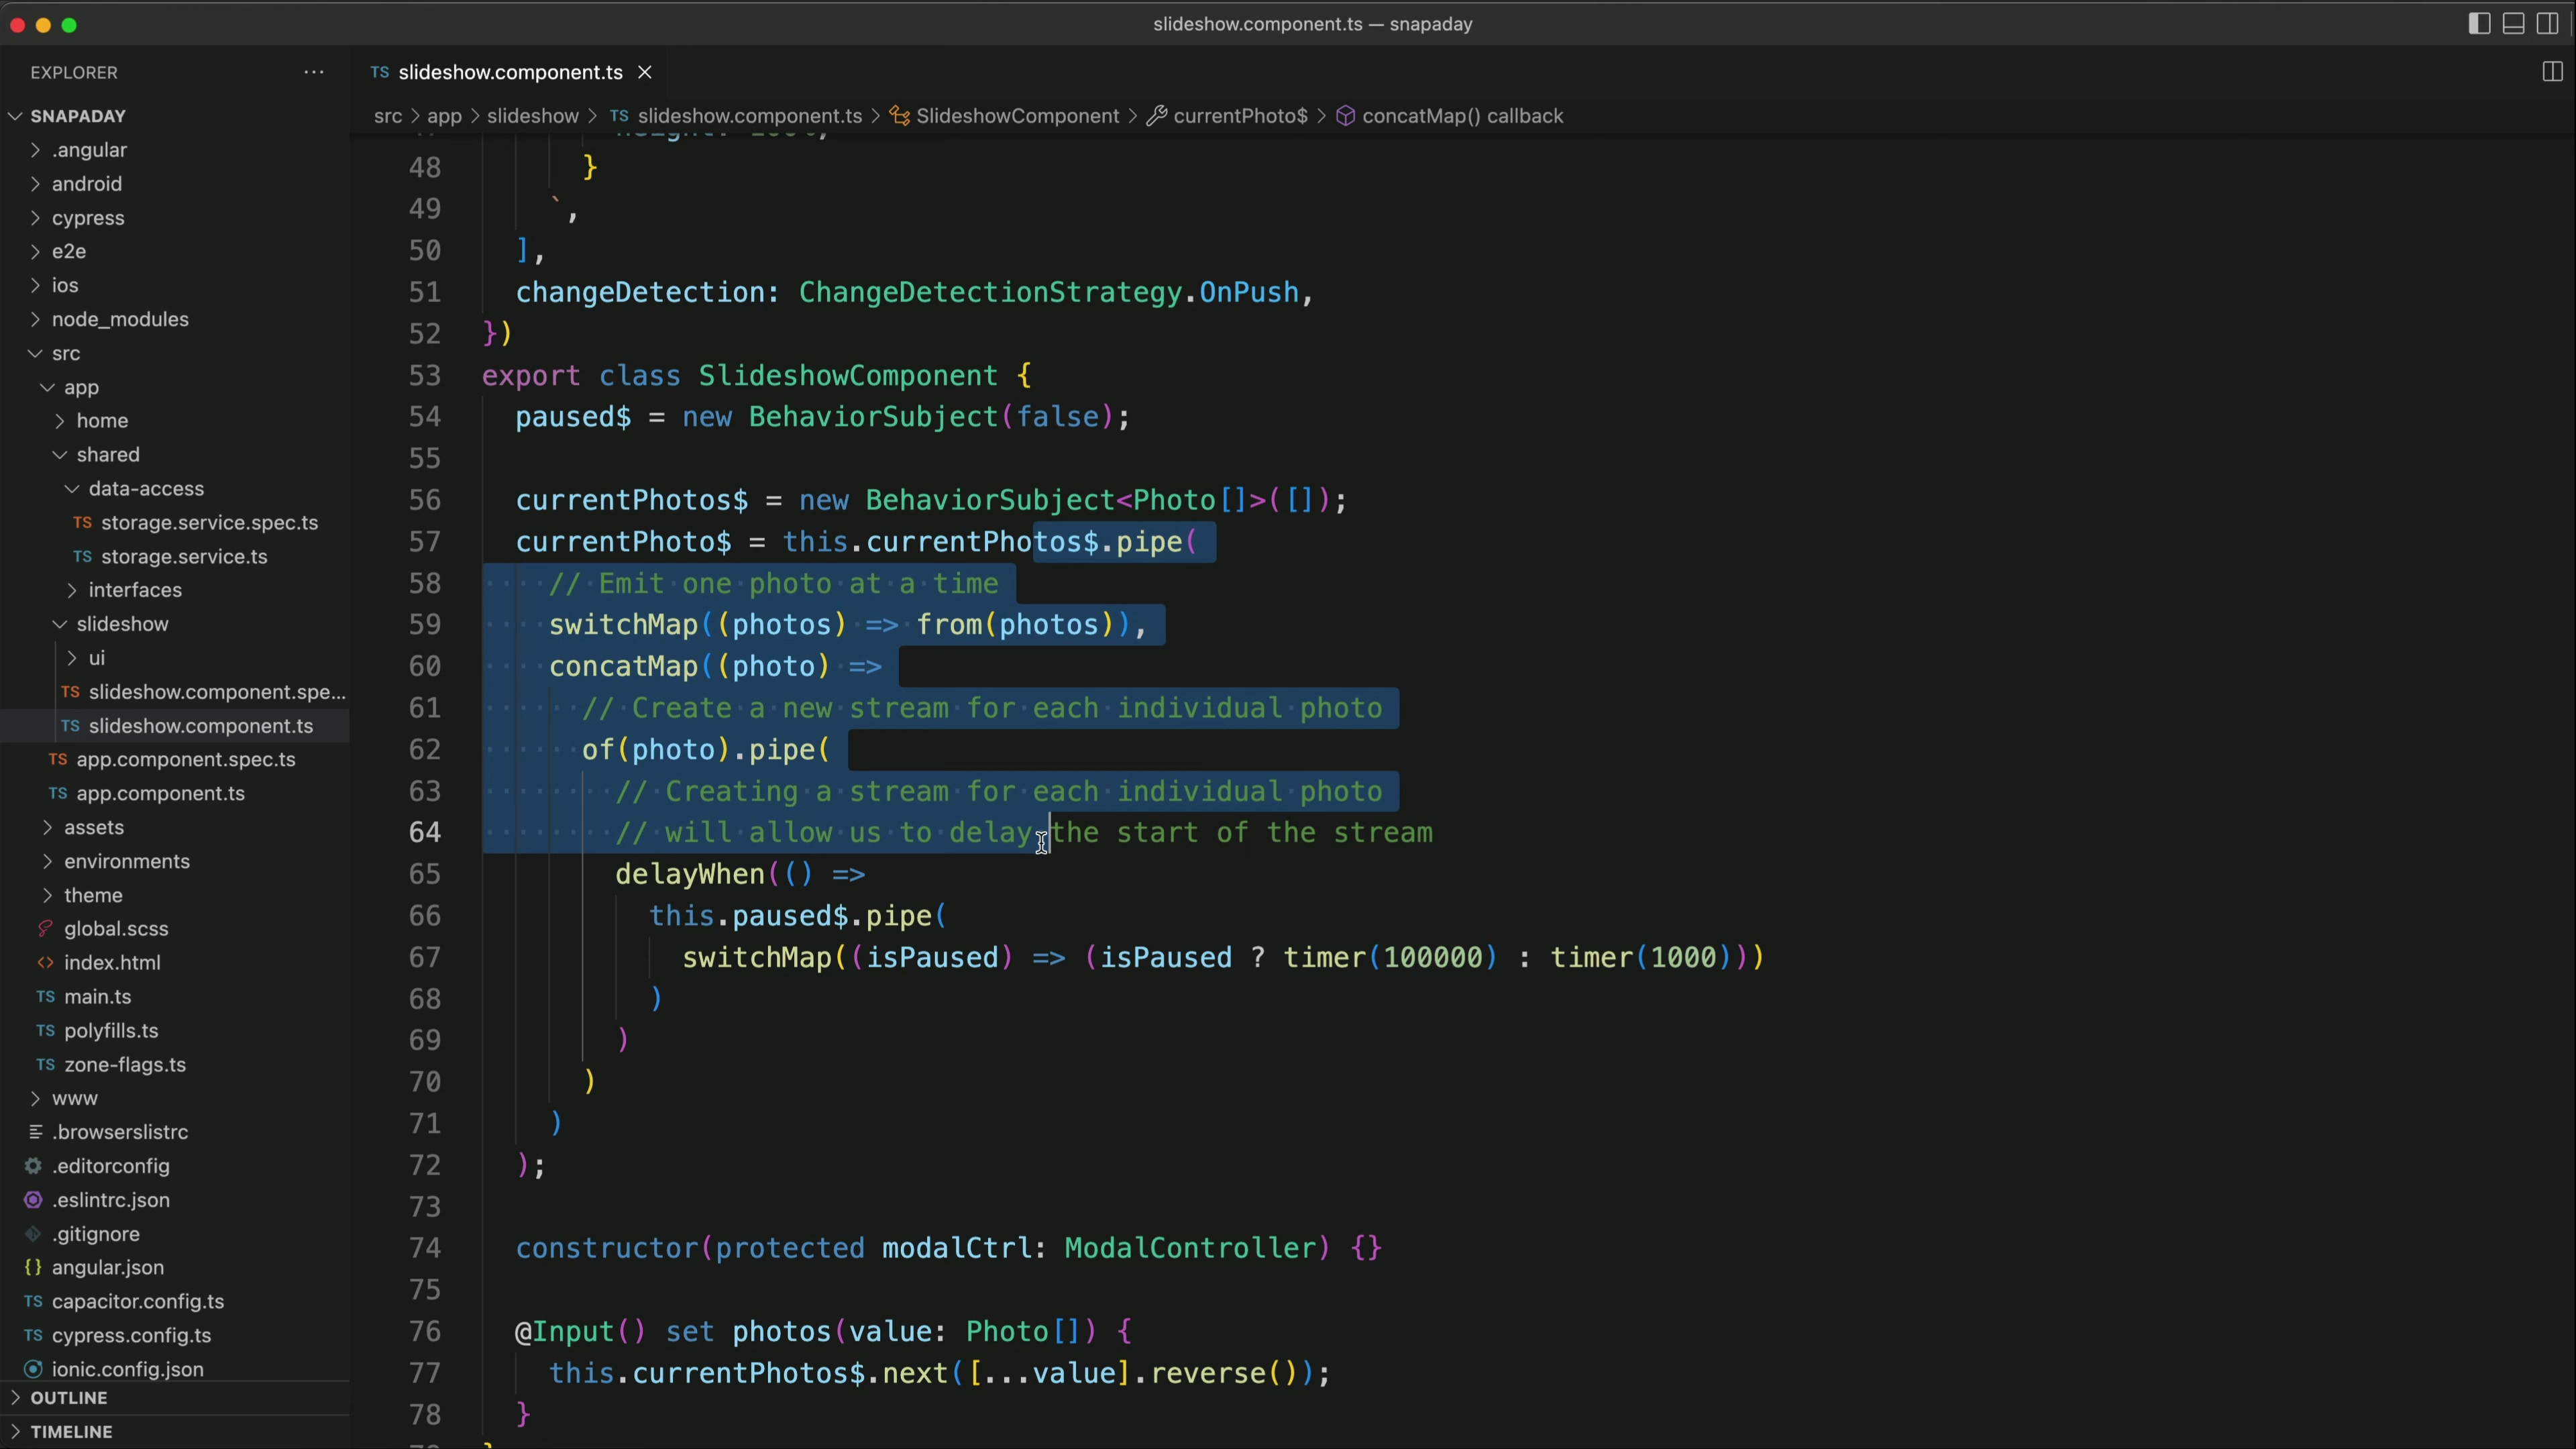 slideshow.component.ts — snapaday
EXPLORER
SNAPADAY
.angular
android
cypress
e2e
ios
node_modules
src
app
home
shared
data-access
TS storage.service.spec.ts
TS storage.service.ts
interfaces
slideshow
ui
TS slideshow.component.spe...
TS slideshow.component.ts
TS app.component.spec.ts
TS app.component.ts
assets
environments
theme
global.scss
index.html
TS main.ts
TS polyfills.ts
TS zone-flags.ts
www
.browserslistrc
.editorconfig
.eslintrc.json
.gitignore
angular.json
TS capacitor.config.ts
TS cypress.config.ts
ionic.config.json
OUTLINE
TIMELINE
TS slideshow.component.ts
src > app > slideshow > TS slideshow.component.ts > SlideshowComponent > currentPhoto$ > concatMap() callback
48 }
49 `,
50 ],
51 changeDetection: ChangeDetectionStrategy.OnPush,
52 })
53 export class SlideshowComponent {
54 paused$ = new BehaviorSubject(false);
55
56 currentPhotos$ = new BehaviorSubject<Photo[]>([]);
57 currentPhoto$ = this.currentPhotos$.pipe(
58 // Emit one photo at a time
59 switchMap((photos) => from(photos)),
60 concatMap((photo) =>
61 // Create a new stream for each individual photo
62 of(photo).pipe(
63 // Creating a stream for each individual photo
64 // will allow us to delay the start of the stream
65 delayWhen(() =>
66 this.paused$.pipe(
67 switchMap((isPaused) => (isPaused ? timer(100000) : timer(1000)))
68 )
69 )
70 )
71 )
72 );
73
74 constructor(protected modalCtrl: ModalController) {}
75
76 @Input() set photos(value: Photo[]) {
77 this.currentPhotos$.next([...value].reverse());
78 }